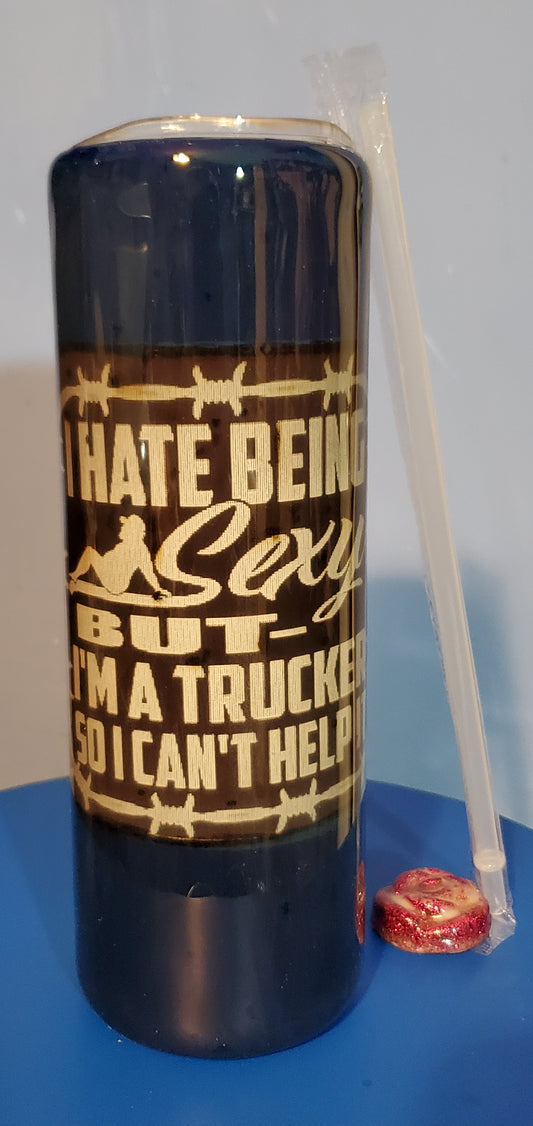 I HATE BEING
Sexy
BUT-
I'M A TRUCKER
SO I CAN'T HELP